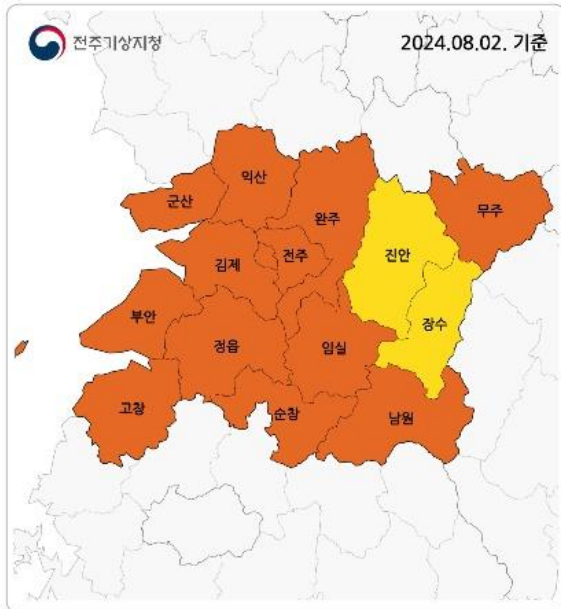 전주기상지청
2024.08.02. 기준
익산
군산
무주
완주
전주
진안
김제
부안
장수
정읍
임실
고창
순창
남원